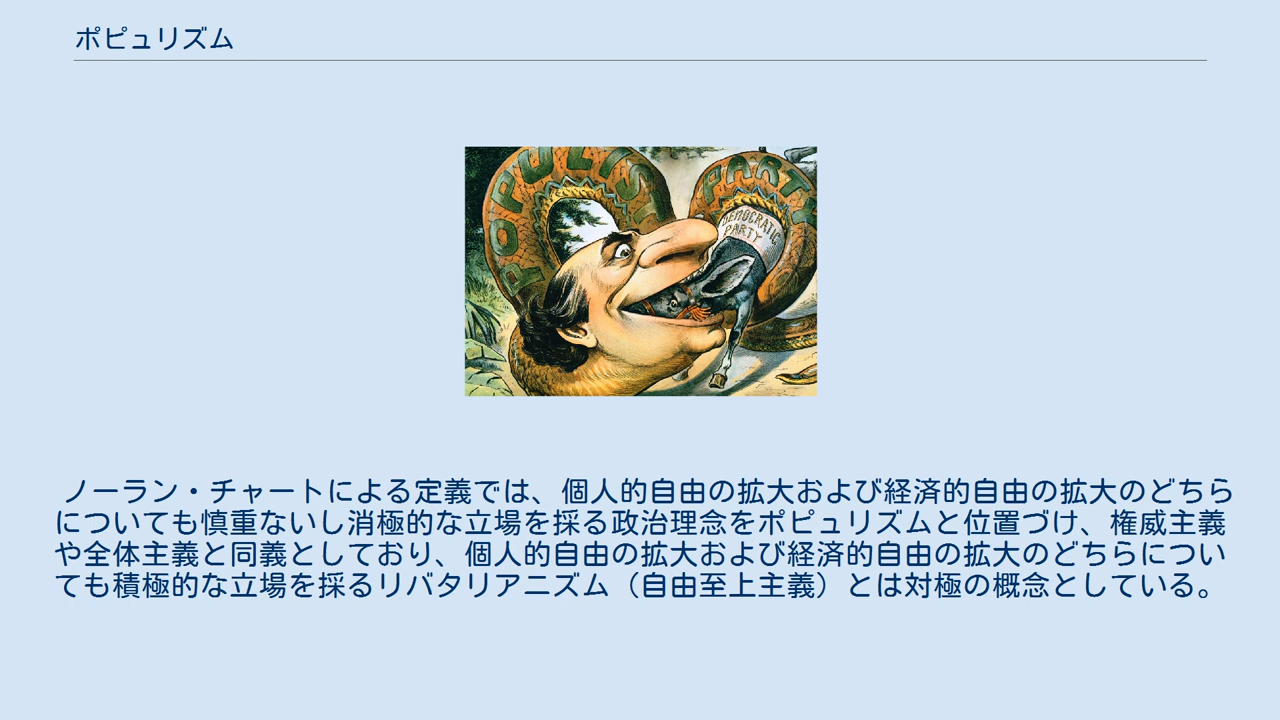 ポピュリズム
POPULIST
PARTY
DEMOCRATIC
PARTY
ノーラン・チャートによる定義では、個人的自由の拡大および経済的自由の拡大のどちら
についても慎重ないし消極的な立場を採る政治理念をポピュリズムと位置づけ、権威主義
や全体主義と同義としており、個人的自由の拡大および経済的自由の拡大のどちらについ
ても積極的な立場を採るリバタリアニズム（自由至上主義）とは対極の概念としている。